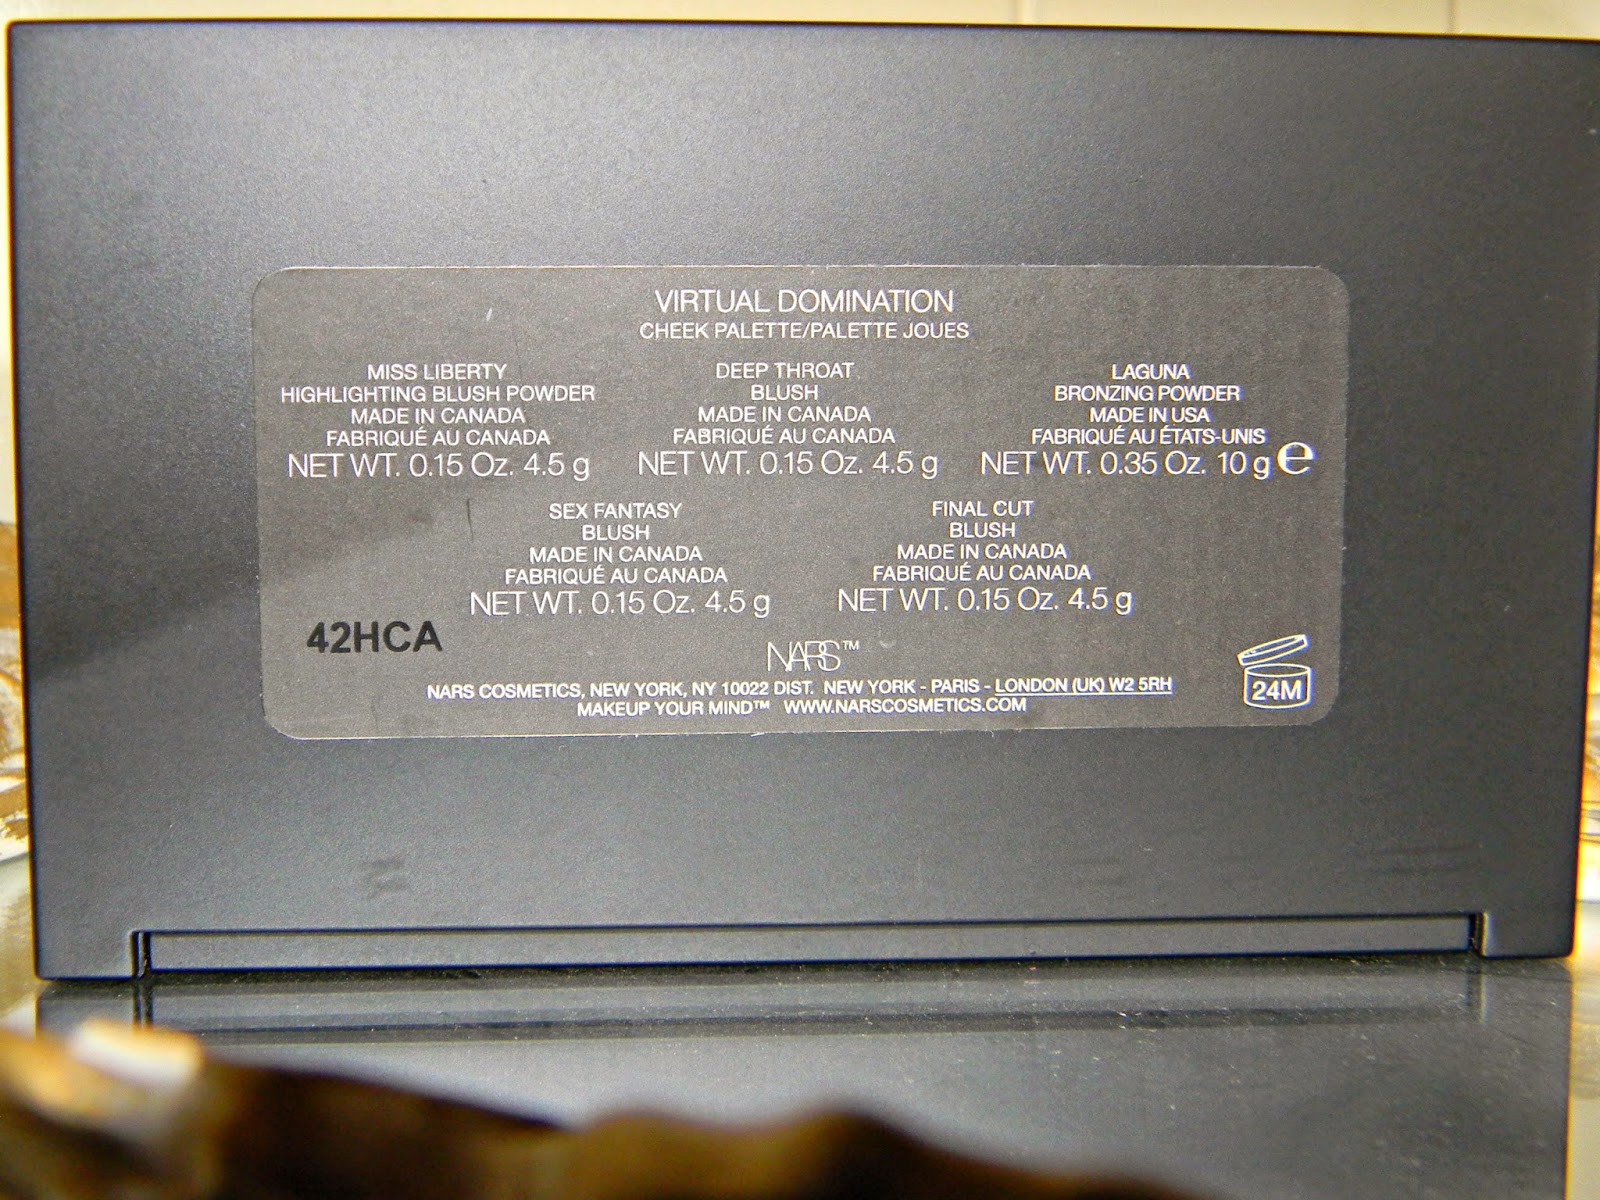 VIRTUAL DOMINATION
CHEEK PALETTE/PALETTE JOUES
MISS LIBERTY
HIGHLIGHTING BLUSH POWDER
MADE IN CANADA
FABRIQUÉ AU CANADA
NET WT. 0.15 Oz. 4.5 g
DEEP THROAT
BLUSH
MADE IN CANADA
FABRIQUÉ AU CANADA
NET WT. 0.15 Oz. 4.5 g
LAGUNA
BRONZING POWDER
MADE IN USA
FABRIQUÉ AU ÉTATS-UNIS
NET WT. 0.35 Oz. 10 g ℮
SEX FANTASY
BLUSH
MADE IN CANADA
FABRIQUÉ AU CANADA
NET WT. 0.15 Oz. 4.5 g
FINAL CUT
BLUSH
MADE IN CANADA
FABRIQUÉ AU CANADA
NET WT. 0.15 Oz. 4.5 g
42HCA
NARS™
NARS COSMETICS, NEW YORK, NY 10022 DIST. NEW YORK - PARIS - LONDON (UK) W2 5RH
MAKEUP YOUR MIND™ WWW.NARSCOSMETICS.COM
24M